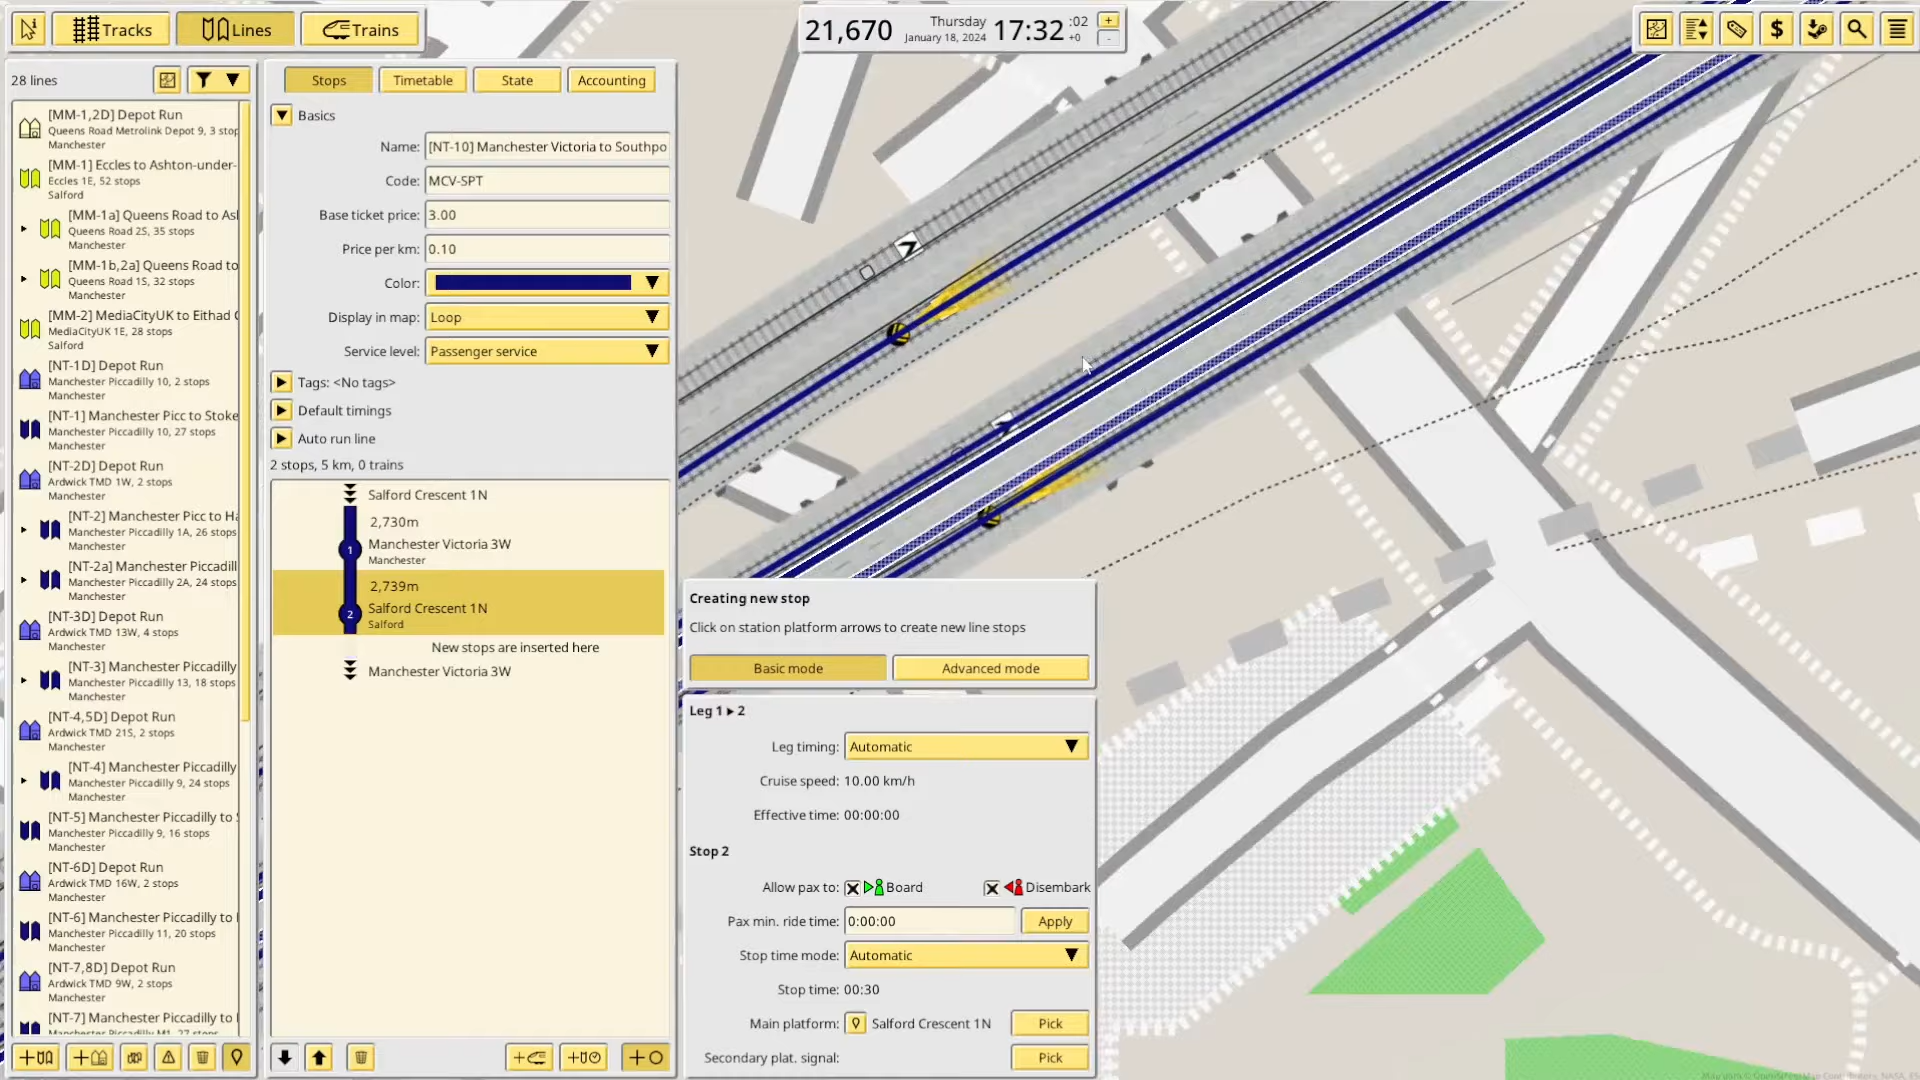 Tracks
Lines
Trains
21,670
Thursday
January 18, 2024
17:32
:02
+0
+
-
$
28 lines
[MM-1,2D] Depot Run
Queens Road Metrolink Depot 9, 3 stop
Manchester
[MM-1] Eccles to Ashton-under-
Eccles 1E, 52 stops
Salford
[MM-1a] Queens Road to Asl
Queens Road 2S, 35 stops
Manchester
[MM-1b,2a] Queens Road to
Queens Road 1S, 32 stops
Manchester
[MM-2] MediaCityUK to Eithad C
MediaCityUK 1E, 28 stops
Salford
[NT-1D] Depot Run
Manchester Piccadilly 10, 2 stops
Manchester
[NT-1] Manchester Picc to Stoke
Manchester Piccadilly 10, 27 stops
Manchester
[NT-2D] Depot Run
Ardwick TMD 1W, 2 stops
Manchester
[NT-2] Manchester Picc to Ha
Manchester Piccadilly 1A, 26 stops
Manchester
[NT-2a] Manchester Piccadill
Manchester Piccadilly 2A, 24 stops
Manchester
[NT-3D] Depot Run
Ardwick TMD 13W, 4 stops
Manchester
[NT-3] Manchester Piccadilly
Manchester Piccadilly 13, 18 stops
Manchester
[NT-4,5D] Depot Run
Ardwick TMD 21S, 2 stops
Manchester
[NT-4] Manchester Piccadilly
Manchester Piccadilly 9, 24 stops
Manchester
[NT-5] Manchester Piccadilly to S
Manchester Piccadilly 9, 16 stops
Manchester
[NT-6D] Depot Run
Ardwick TMD 16W, 2 stops
Manchester
[NT-6] Manchester Piccadilly to
Manchester Piccadilly 11, 20 stops
Manchester
[NT-7,8D] Depot Run
Ardwick TMD 9W, 2 stops
Manchester
[NT-7] Manchester Piccadilly to
Manchester Piccadilly M1, 27 stops
Stops
Timetable
State
Accounting
Basics
Name: [NT-10] Manchester Victoria to Southpo
Code: MCV-SPT
Base ticket price: 3.00
Price per km: 0.10
Color:
Display in map: Loop
Service level: Passenger service
Tags: <No tags>
Default timings
Auto run line
2 stops, 5 km, 0 trains
Salford Crescent 1N
2,730m
1
Manchester Victoria 3W
Manchester
2,739m
2
Salford Crescent 1N
Salford
New stops are inserted here
Manchester Victoria 3W
Creating new stop
Click on station platform arrows to create new line stops
Basic mode
Advanced mode
Leg 1 ▸ 2
Leg timing: Automatic
Cruise speed: 10.00 km/h
Effective time: 00:00:00
Stop 2
Allow pax to: Board Disembark
Pax min. ride time: 0:00:00 Apply
Stop time mode: Automatic
Stop time: 00:30
Main platform: Salford Crescent 1N Pick
Secondary plat. signal: Pick